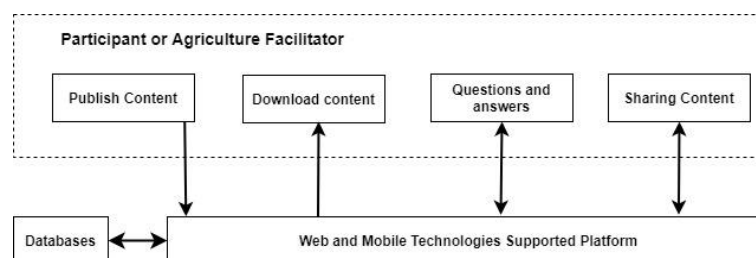 Participant or Agriculture Facilitator
Publish Content
Download content
Questions and
answers
Sharing Content
Databases
Web and Mobile Technologies Supported Platform